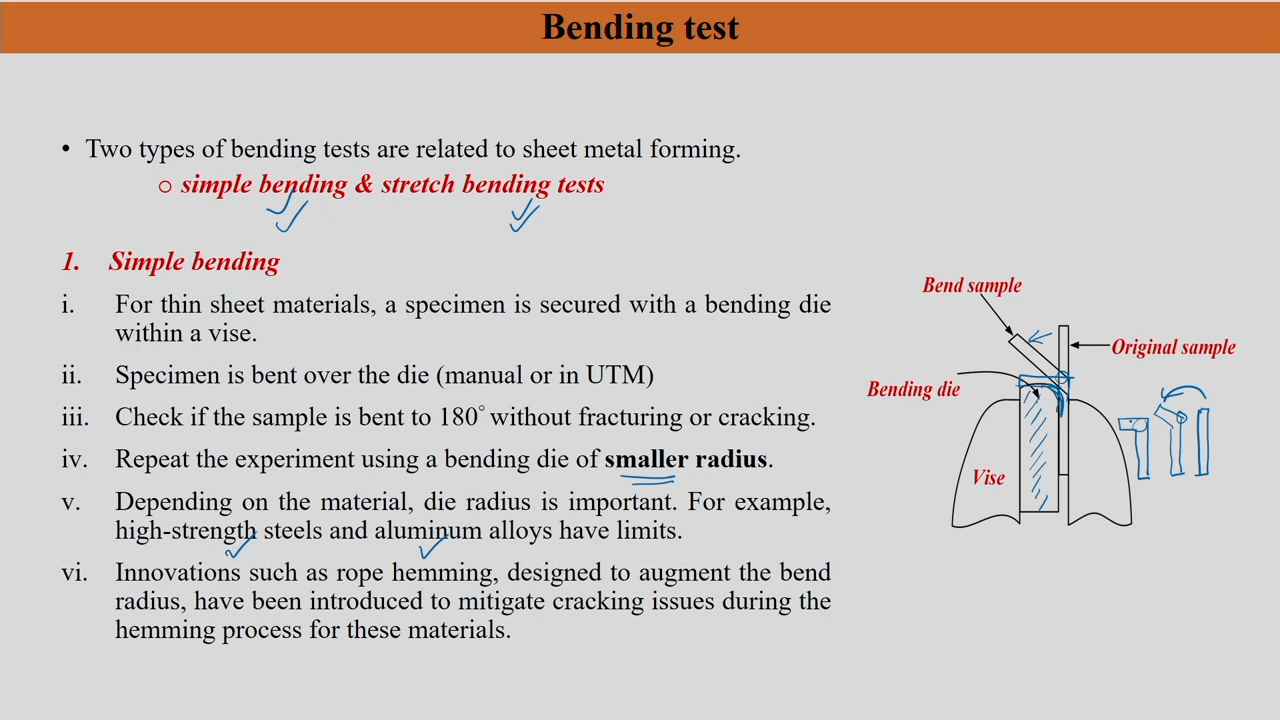 Bending test
• Two types of bending tests are related to sheet metal forming.
o simple bending & stretch bending tests
1. Simple bending
i. For thin sheet materials, a specimen is secured with a bending die
within a vise.
ii. Specimen is bent over the die (manual or in UTM)
iii. Check if the sample is bent to 180° without fracturing or cracking.
iv. Repeat the experiment using a bending die of smaller radius.
v. Depending on the material, die radius is important. For example,
high-strength steels and aluminum alloys have limits.
vi. Innovations such as rope hemming, designed to augment the bend
radius, have been introduced to mitigate cracking issues during the
hemming process for these materials.
Bend sample
Original sample
Bending die
Vise